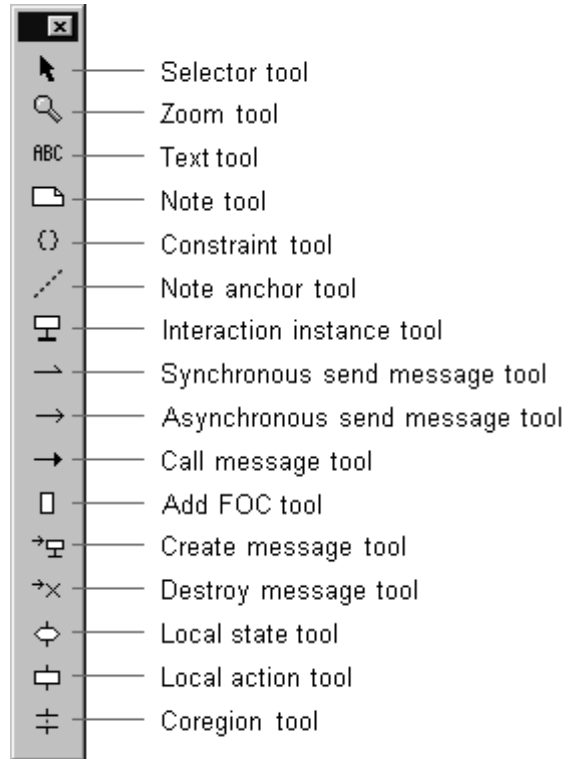 Selector tool
Zoom tool
ABC Text tool
Note tool
{} Constraint tool
Note anchor tool
Interaction instance tool
Synchronous send message tool
Asynchronous send message tool
Call message tool
Add FOC tool
Create message tool
Destroy message tool
Local state tool
Local action tool
Coregion tool